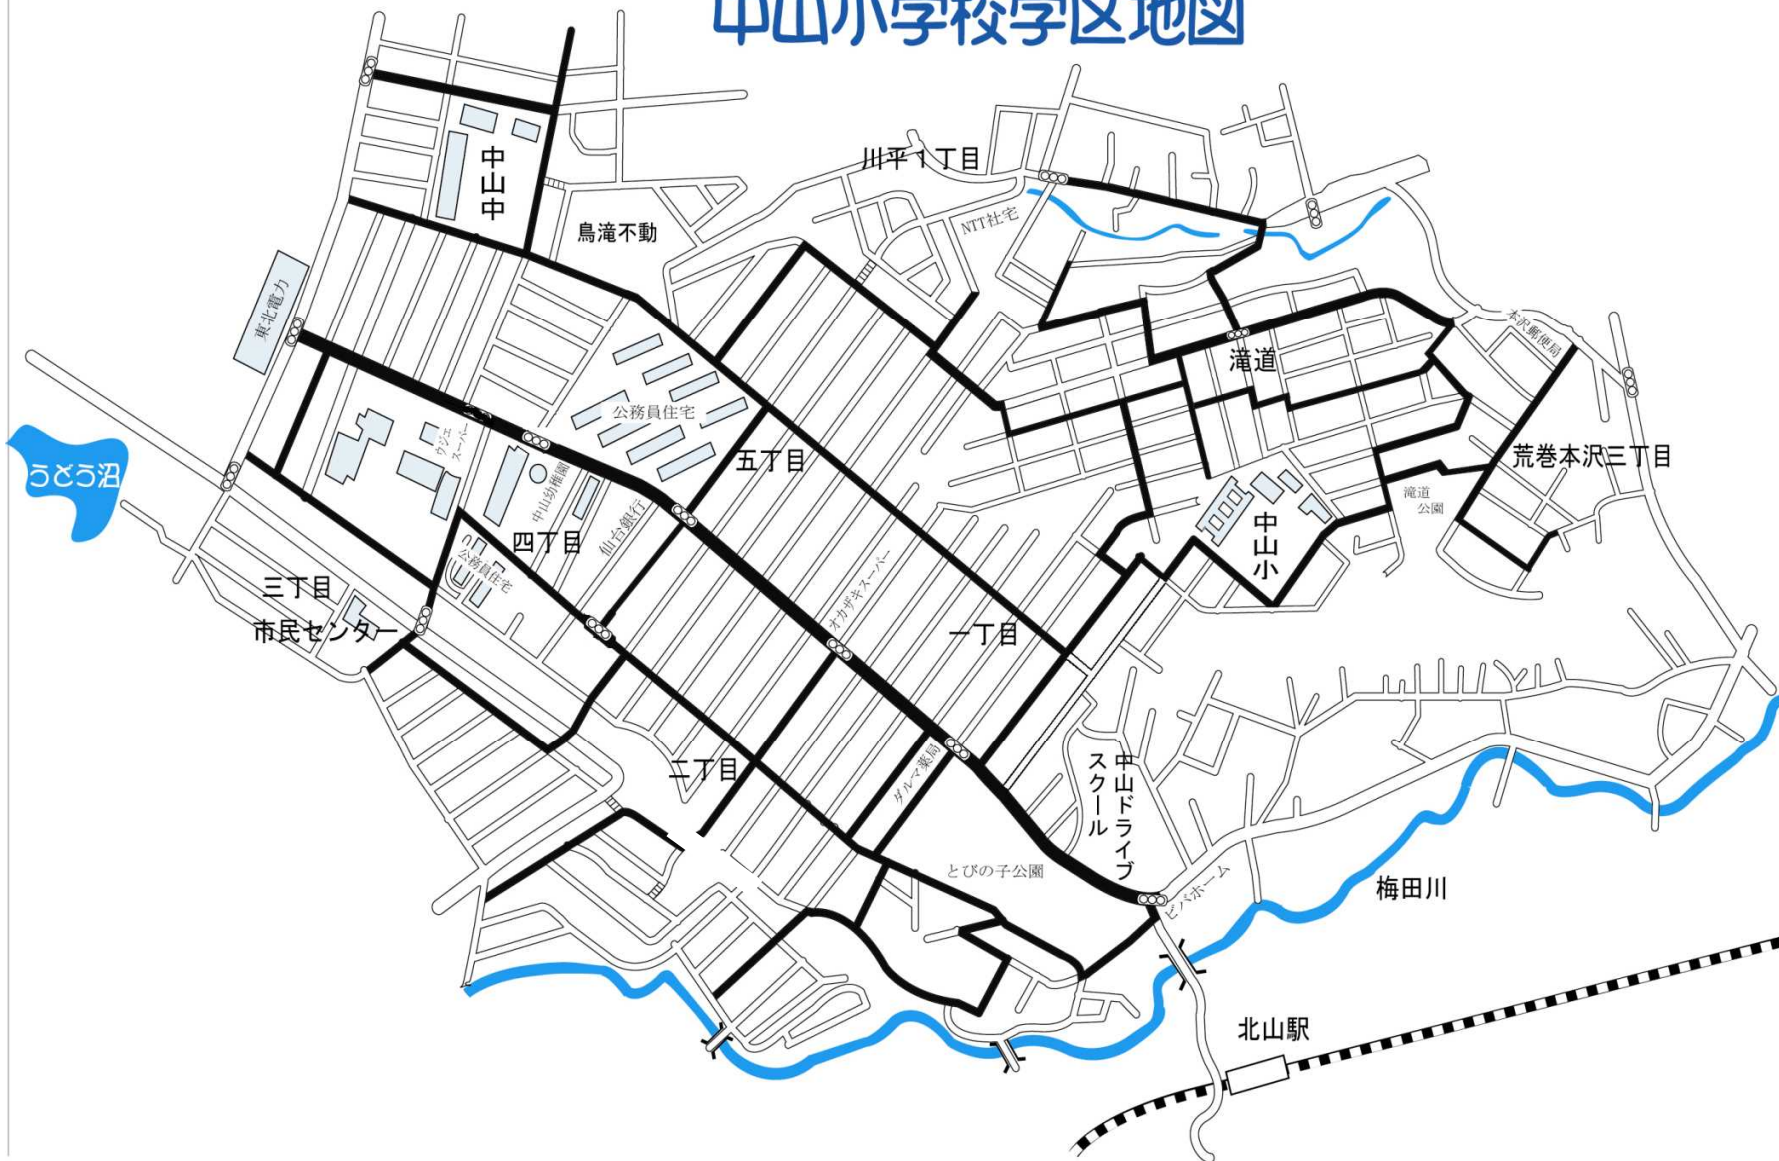 中山小学校学区地図
中山中
川平１丁目
鳥滝不動
NTT社宅
東北電力
本沢郵便局
滝道
公務員住宅
ウジエ
スーパー
五丁目
荒巻本沢三丁目
うとう沼
中山幼稚園
滝道
公園
仙台銀行
四丁目
中山小
公務員住宅
三丁目
オカザキスーパー
市民センター
一丁目
二丁目
ダルマ薬局
中山ドライブ
スクール
とびの子公園
ビバホーム
梅田川
北山駅